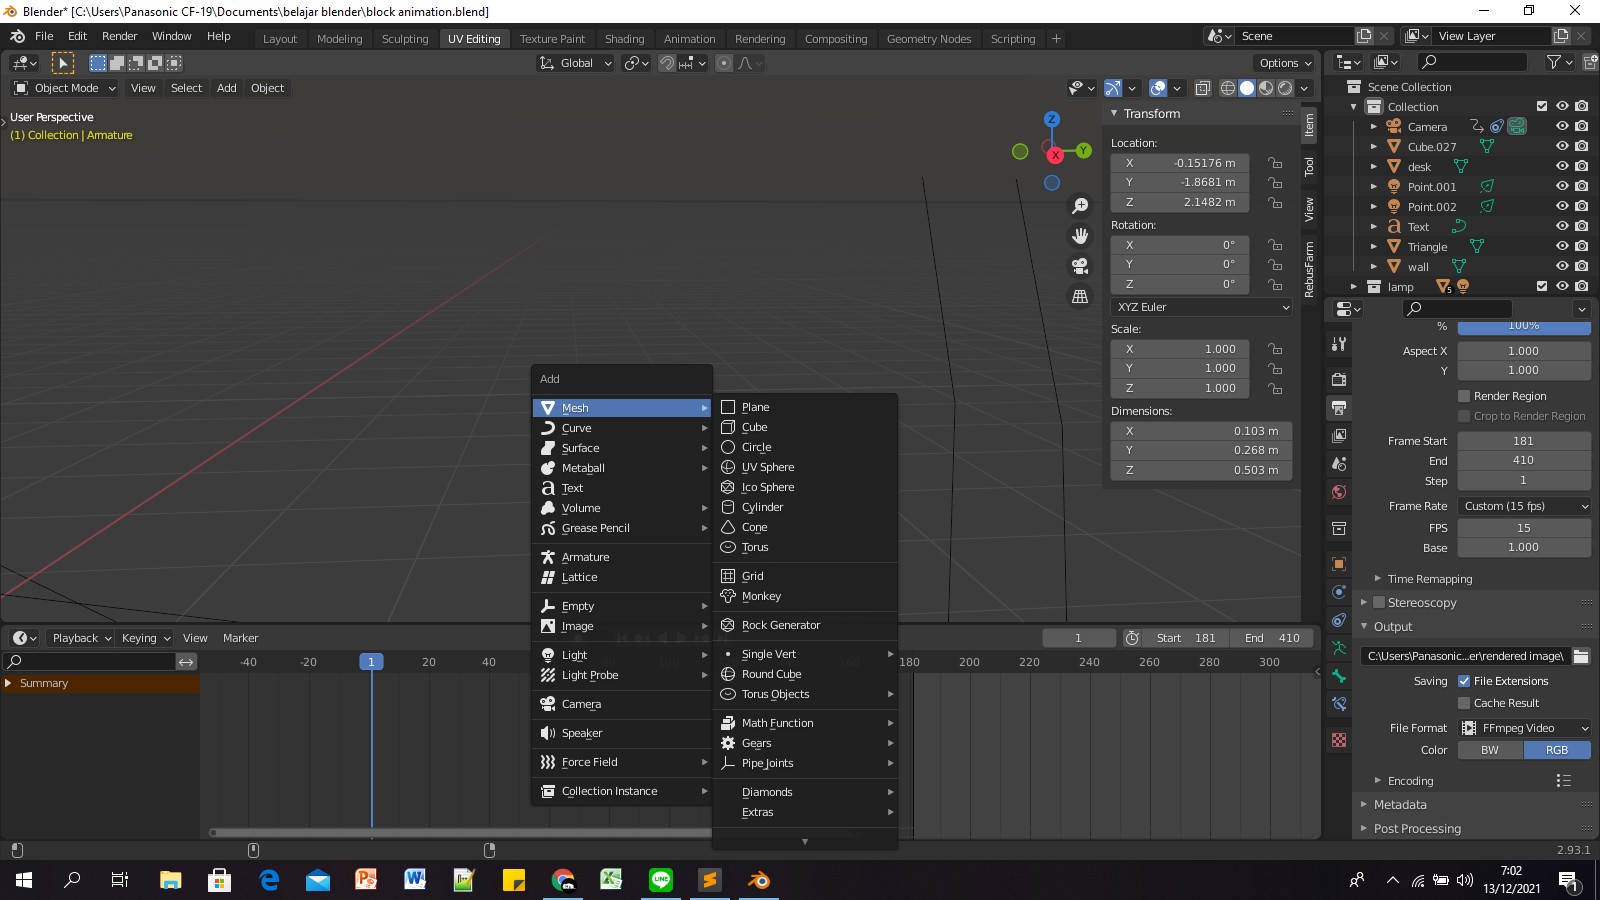 Blender* [C:\Users\Panasonic CF-19\Documents\belajar blender\block animation.blend]
File Edit Render Window Help Layout Modeling Sculpting UV Editing Texture Paint Shading Animation Rendering Compositing Geometry Nodes Scripting + Scene View Layer
Global Options
Object Mode View Select Add Object
User Perspective
(1) Collection | Armature
Z
Y
X
Transform
Location:
X -0.15176 m
Y -1.8681 m
Z 2.1482 m
Rotation:
X 0°
Y 0°
Z 0°
XYZ Euler
Scale:
X 1.000
Y 1.000
Z 1.000
Dimensions:
X 0.103 m
Y 0.268 m
Z 0.503 m
Item
Tool
View
RebusFarm
Scene Collection
Collection
Camera
Cube.027
desk
Point.001
Point.002
Text
Triangle
wall
lamp 5
% 100%
Aspect X 1.000
Y 1.000
Render Region
Crop to Render Region
Frame Start 181
End 410
Step 1
Frame Rate Custom (15 fps)
FPS 15
Base 1.000
Time Remapping
Stereoscopy
Output
C:\Users\Panasonic...er\rendered image\
Saving File Extensions
Cache Result
File Format FFmpeg Video
Color BW RGB
Encoding
Metadata
Post Processing
Add
Mesh
Curve
Surface
Metaball
Text
Volume
Grease Pencil
Armature
Lattice
Empty
Image
Light
Light Probe
Camera
Speaker
Force Field
Collection Instance
Plane
Cube
Circle
UV Sphere
Ico Sphere
Cylinder
Cone
Torus
Grid
Monkey
Rock Generator
Single Vert
Round Cube
Torus Objects
Math Function
Gears
Pipe Joints
Diamonds
Extras
Playback Keying View Marker 1 Start 181 End 410
-40 -20 1 20 40 180 200 220 240 260 280 300
Summary
2.93.1
7:02
13/12/2021
1